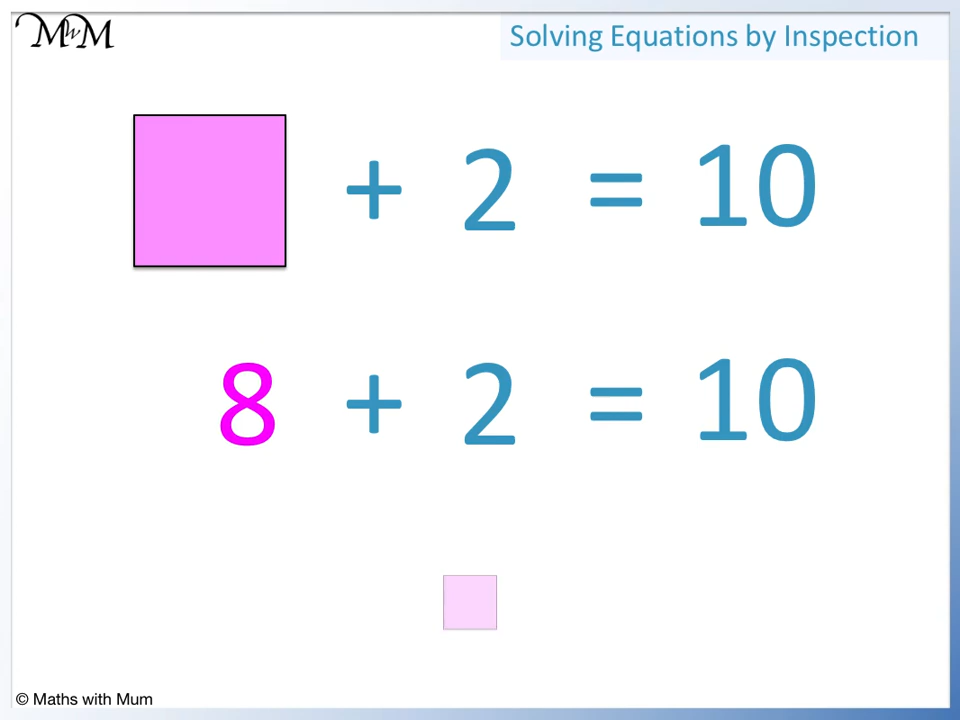 MwM
Solving Equations by Inspection
+ 2 = 10
8 + 2 = 10
© Maths with Mum